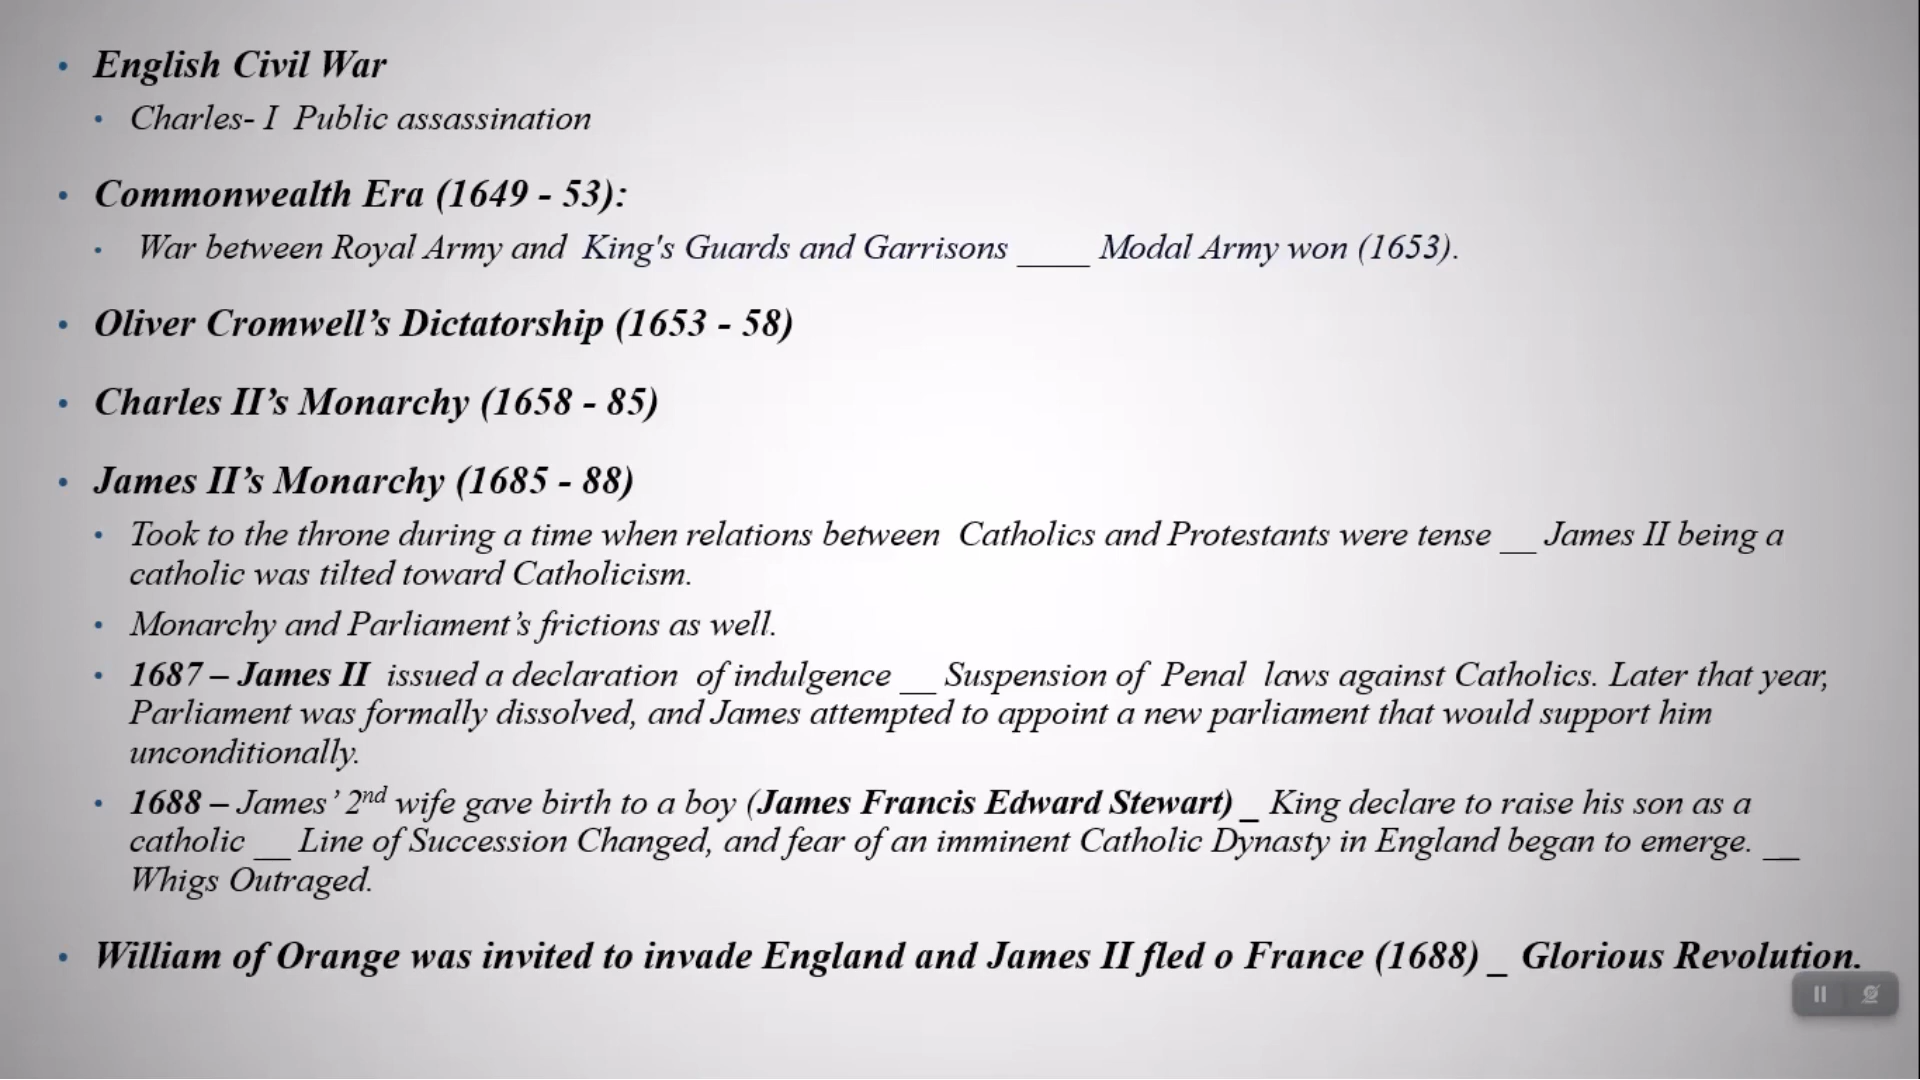 • English Civil War
• Charles- I Public assassination
• Commonwealth Era (1649 - 53):
• War between Royal Army and King's Guards and Garrisons ____ Modal Army won (1653).
• Oliver Cromwell’s Dictatorship (1653 - 58)
• Charles II’s Monarchy (1658 - 85)
• James II’s Monarchy (1685 - 88)
• Took to the throne during a time when relations between Catholics and Protestants were tense __ James II being a
catholic was tilted toward Catholicism.
• Monarchy and Parliament’s frictions as well.
• 1687 – James II issued a declaration of indulgence __ Suspension of Penal laws against Catholics. Later that year,
Parliament was formally dissolved, and James attempted to appoint a new parliament that would support him
unconditionally.
• 1688 – James’ 2nd wife gave birth to a boy (James Francis Edward Stewart) _ King declare to raise his son as a
catholic __ Line of Succession Changed, and fear of an imminent Catholic Dynasty in England began to emerge. __
Whigs Outraged.
• William of Orange was invited to invade England and James II fled o France (1688) _ Glorious Revolution.